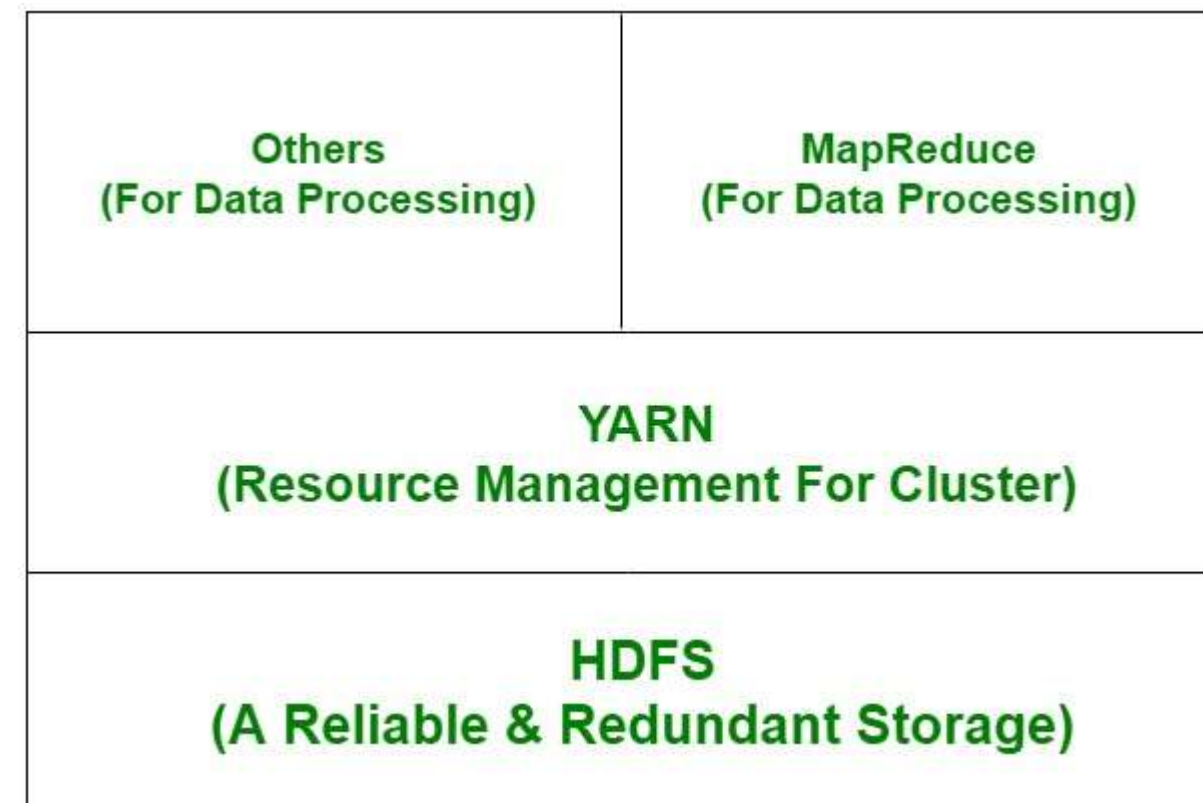 Others
(For Data Processing)
MapReduce
(For Data Processing)
YARN
(Resource Management For Cluster)
HDFS
(A Reliable & Redundant Storage)